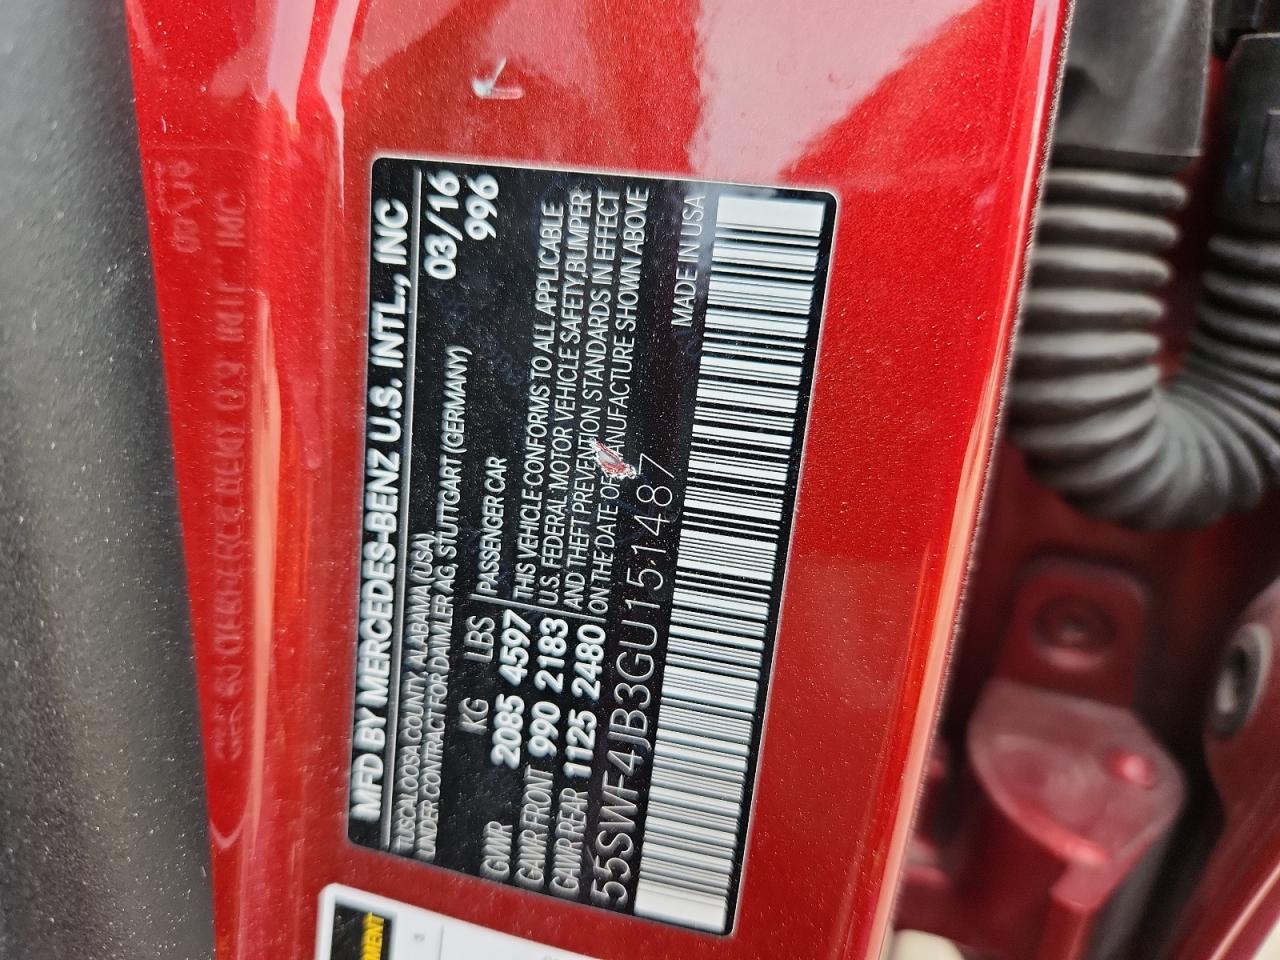 MFD BY MERCEDES-BENZ U.S. INTL., INC
TUSCALOOSA COUNTY, ALABAMA (USA)
UNDER CONTRACT FOR DAIMLER AG, STUTTGART (GERMANY)
03/16
996
KG LBS PASSENGER CAR
GVWR 2085 4597
GAWR FRONT 990 2183
GAWR REAR 1125 2480
THIS VEHICLE CONFORMS TO ALL APPLICABLE
U.S. FEDERAL MOTOR VEHICLE SAFETY,BUMPER,
AND THEFT PREVENTION STANDARDS IN EFFECT
ON THE DATE OF MANUFACTURE SHOWN ABOVE
55SWF4JB3GU151487
MADE IN USA